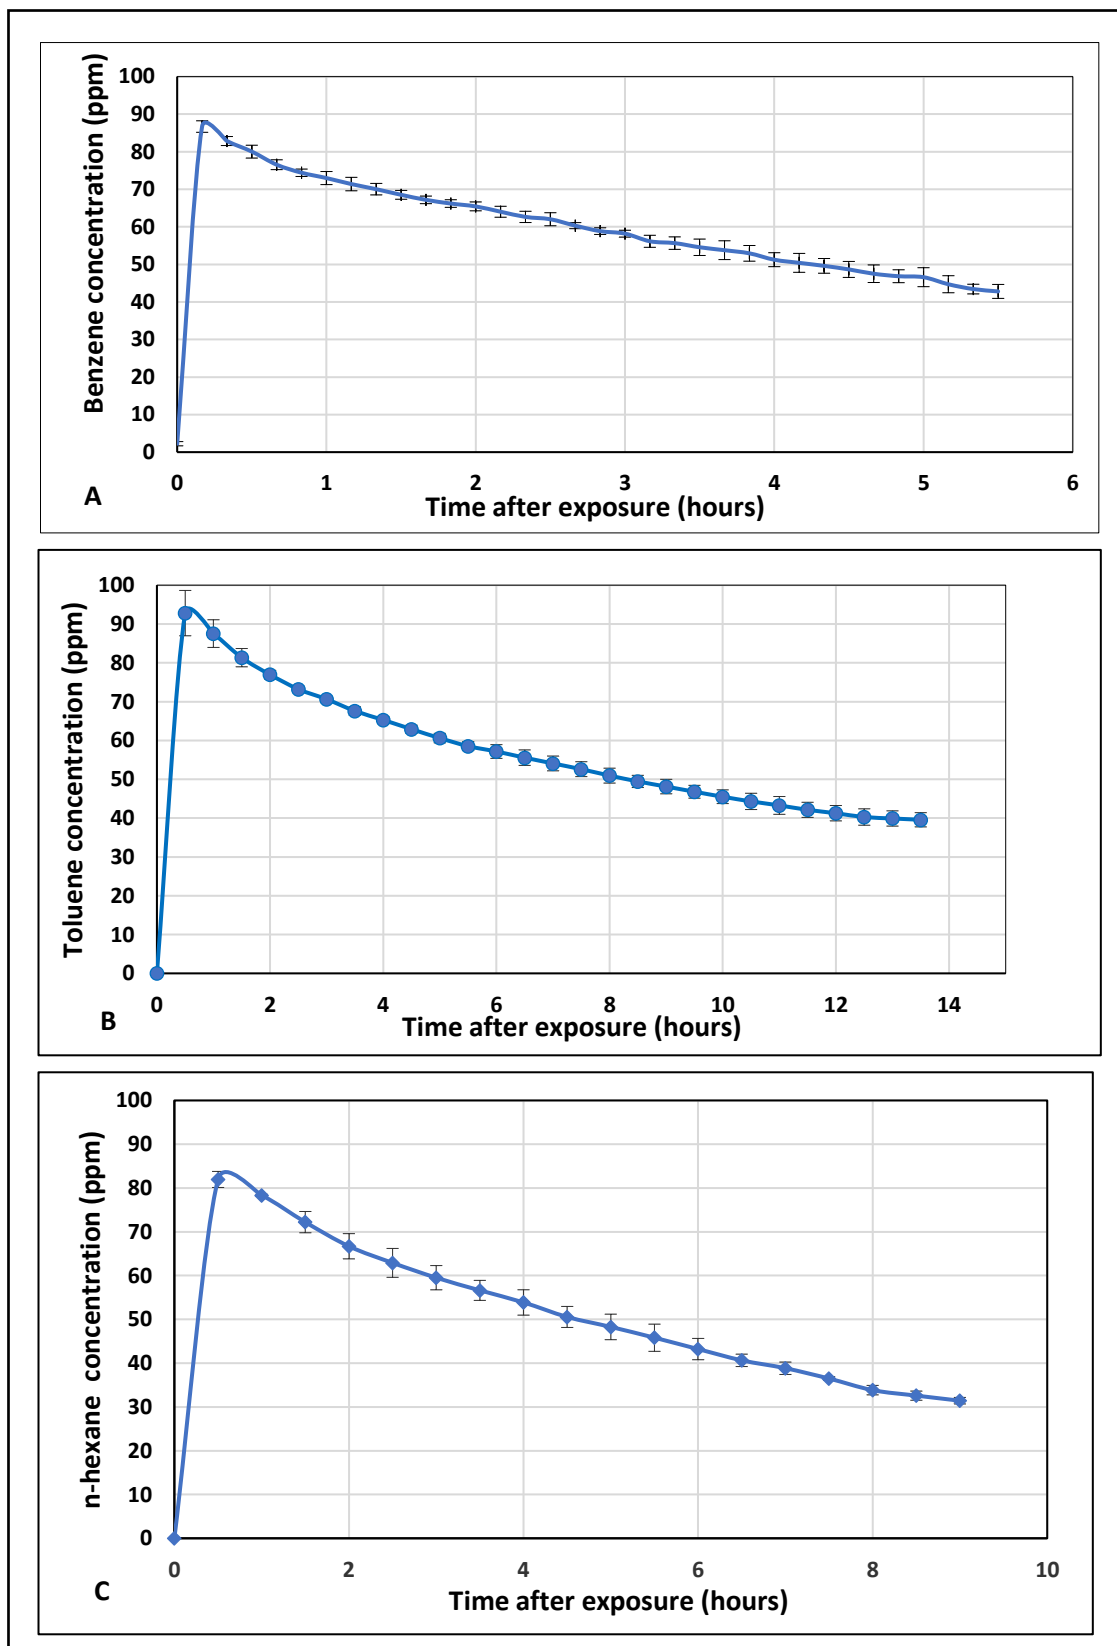 Benzene concentration (ppm)
100
90
80
70
60
50
40
30
20
10
0
0 1 2 3 4 5 6
Time after exposure (hours)
A
Toluene concentration (ppm)
100
90
80
70
60
50
40
30
20
10
0
0 2 4 6 8 10 12 14
Time after exposure (hours)
B
n-hexane concentration (ppm)
100
90
80
70
60
50
40
30
20
10
0
0 2 4 6 8 10
Time after exposure (hours)
C